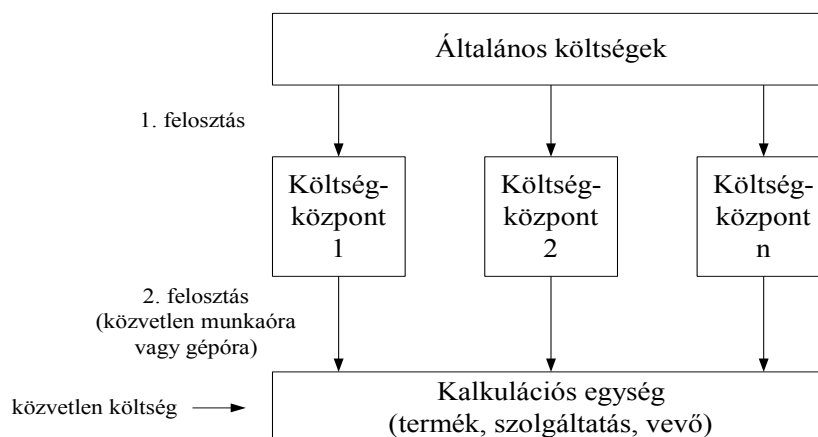 Általános költségek
1. felosztás
Költség-
központ
1
Költség-
központ
2
Költség-
központ
n
2. felosztás
(közvetlen munkaóra
vagy gépóra)
közvetlen költség
Kalkulációs egység
(termék, szolgáltatás, vevő)